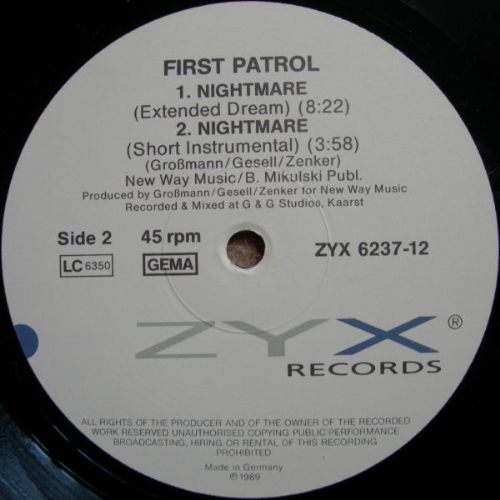 FIRST PATROL
1. NIGHTMARE
(Extended Dream) (8:22)
2. NIGHTMARE
(Short Instrumental) (3:58)
(Großmann/Gesell/Zenker)
New Way Music/B. Mikulski Publ.
Produced by Großmann/Gesell/Zenker for New Way Music
Recorded & Mixed at G & G Studios, Kaarst
Side 2 45 rpm ZYX 6237-12
LC 6350 GEMA
ZYX ®
RECORDS
ALL RIGHTS OF THE PRODUCER AND OF THE OWNER OF THE RECORDED
WORK RESERVED UNAUTHORISED COPYING PUBLIC PERFORMANCE
BROADCASTING, HIRING OR RENTAL OF THIS RECORDING
PROHIBITED
Made in Germany
℗1989